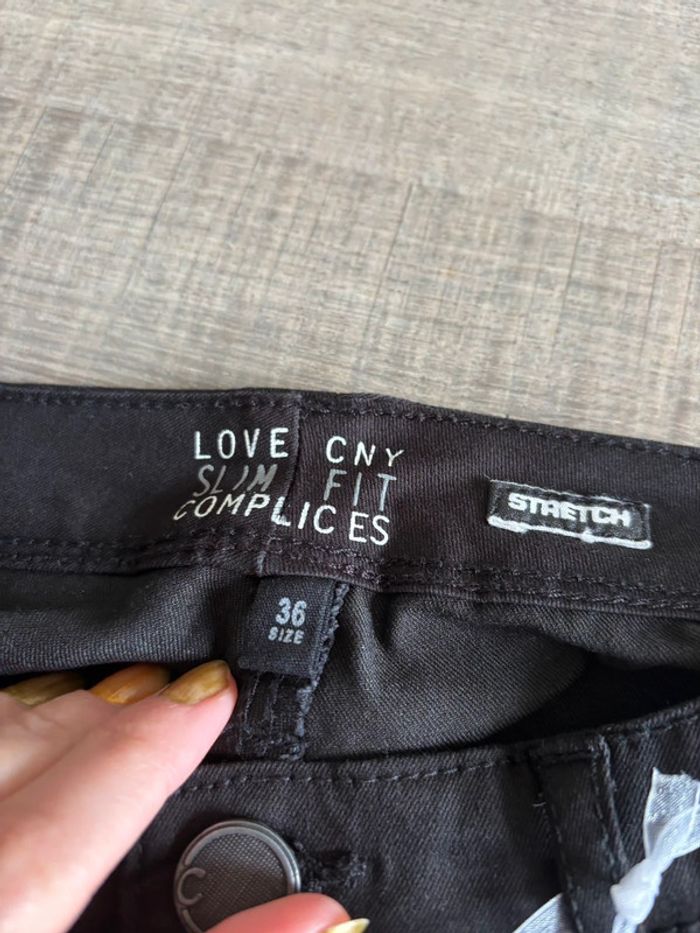 LOVE CNY
SLIM FIT
COMPLICES
STRETCH
36
SIZE
C